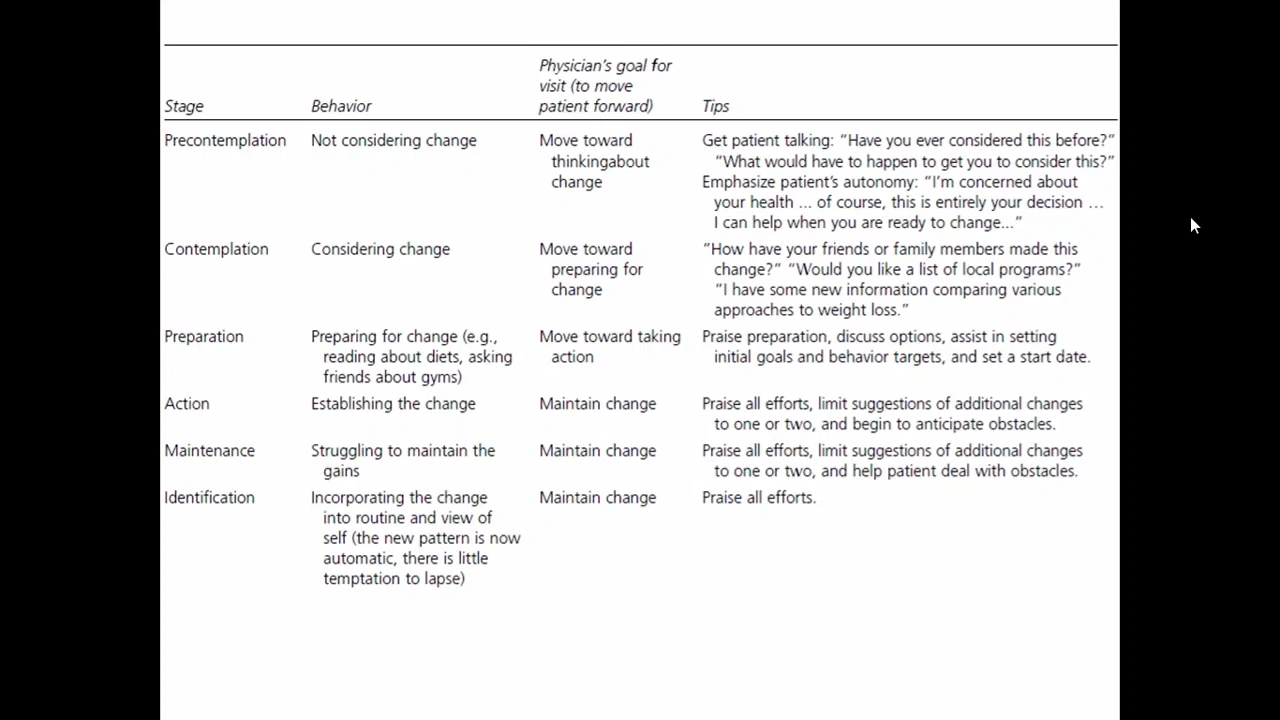 Stage Behavior Physician's goal for visit (to move patient forward) Tips
Precontemplation Not considering change Move toward Get patient talking: “Have you ever considered this before?”
thinkingabout “What would have to happen to get you to consider this?”
change Emphasize patient's autonomy: “I'm concerned about
your health ... of course, this is entirely your decision ...
I can help when you are ready to change...”
Contemplation Considering change Move toward “How have your friends or family members made this
preparing for change?” “Would you like a list of local programs?”
change “I have some new information comparing various
approaches to weight loss.”
Preparation Preparing for change (e.g., Move toward taking Praise preparation, discuss options, assist in setting
reading about diets, asking action initial goals and behavior targets, and set a start date.
friends about gyms)
Action Establishing the change Maintain change Praise all efforts, limit suggestions of additional changes
to one or two, and begin to anticipate obstacles.
Maintenance Struggling to maintain the Maintain change Praise all efforts, limit suggestions of additional changes
gains to one or two, and help patient deal with obstacles.
Identification Incorporating the change Maintain change Praise all efforts.
into routine and view of
self (the new pattern is now
automatic, there is little
temptation to lapse)